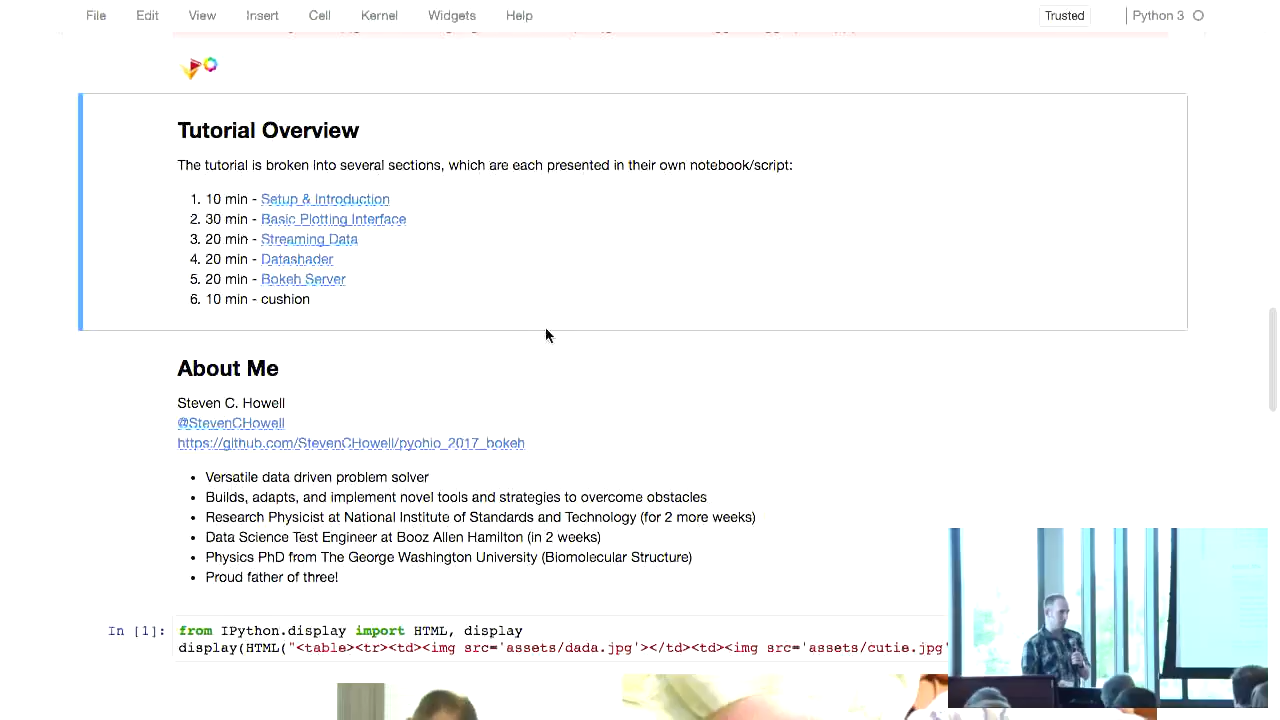 File Edit View Insert Cell Kernel Widgets Help Trusted Python 3
Tutorial Overview
The tutorial is broken into several sections, which are each presented in their own notebook/script:
1. 10 min - Setup & Introduction
2. 30 min - Basic Plotting Interface
3. 20 min - Streaming Data
4. 20 min - Datashader
5. 20 min - Bokeh Server
6. 10 min - cushion
About Me
Steven C. Howell
@StevenCHowell
https://github.com/StevenCHowell/pyohio_2017_bokeh
• Versatile data driven problem solver
• Builds, adapts, and implement novel tools and strategies to overcome obstacles
• Research Physicist at National Institute of Standards and Technology (for 2 more weeks)
• Data Science Test Engineer at Booz Allen Hamilton (in 2 weeks)
• Physics PhD from The George Washington University (Biomolecular Structure)
• Proud father of three!
In [1]: from IPython.display import HTML, display
display(HTML("<table><tr><td><img src='assets/dada.jpg'></td><td><img src='assets/cutie.jpg'